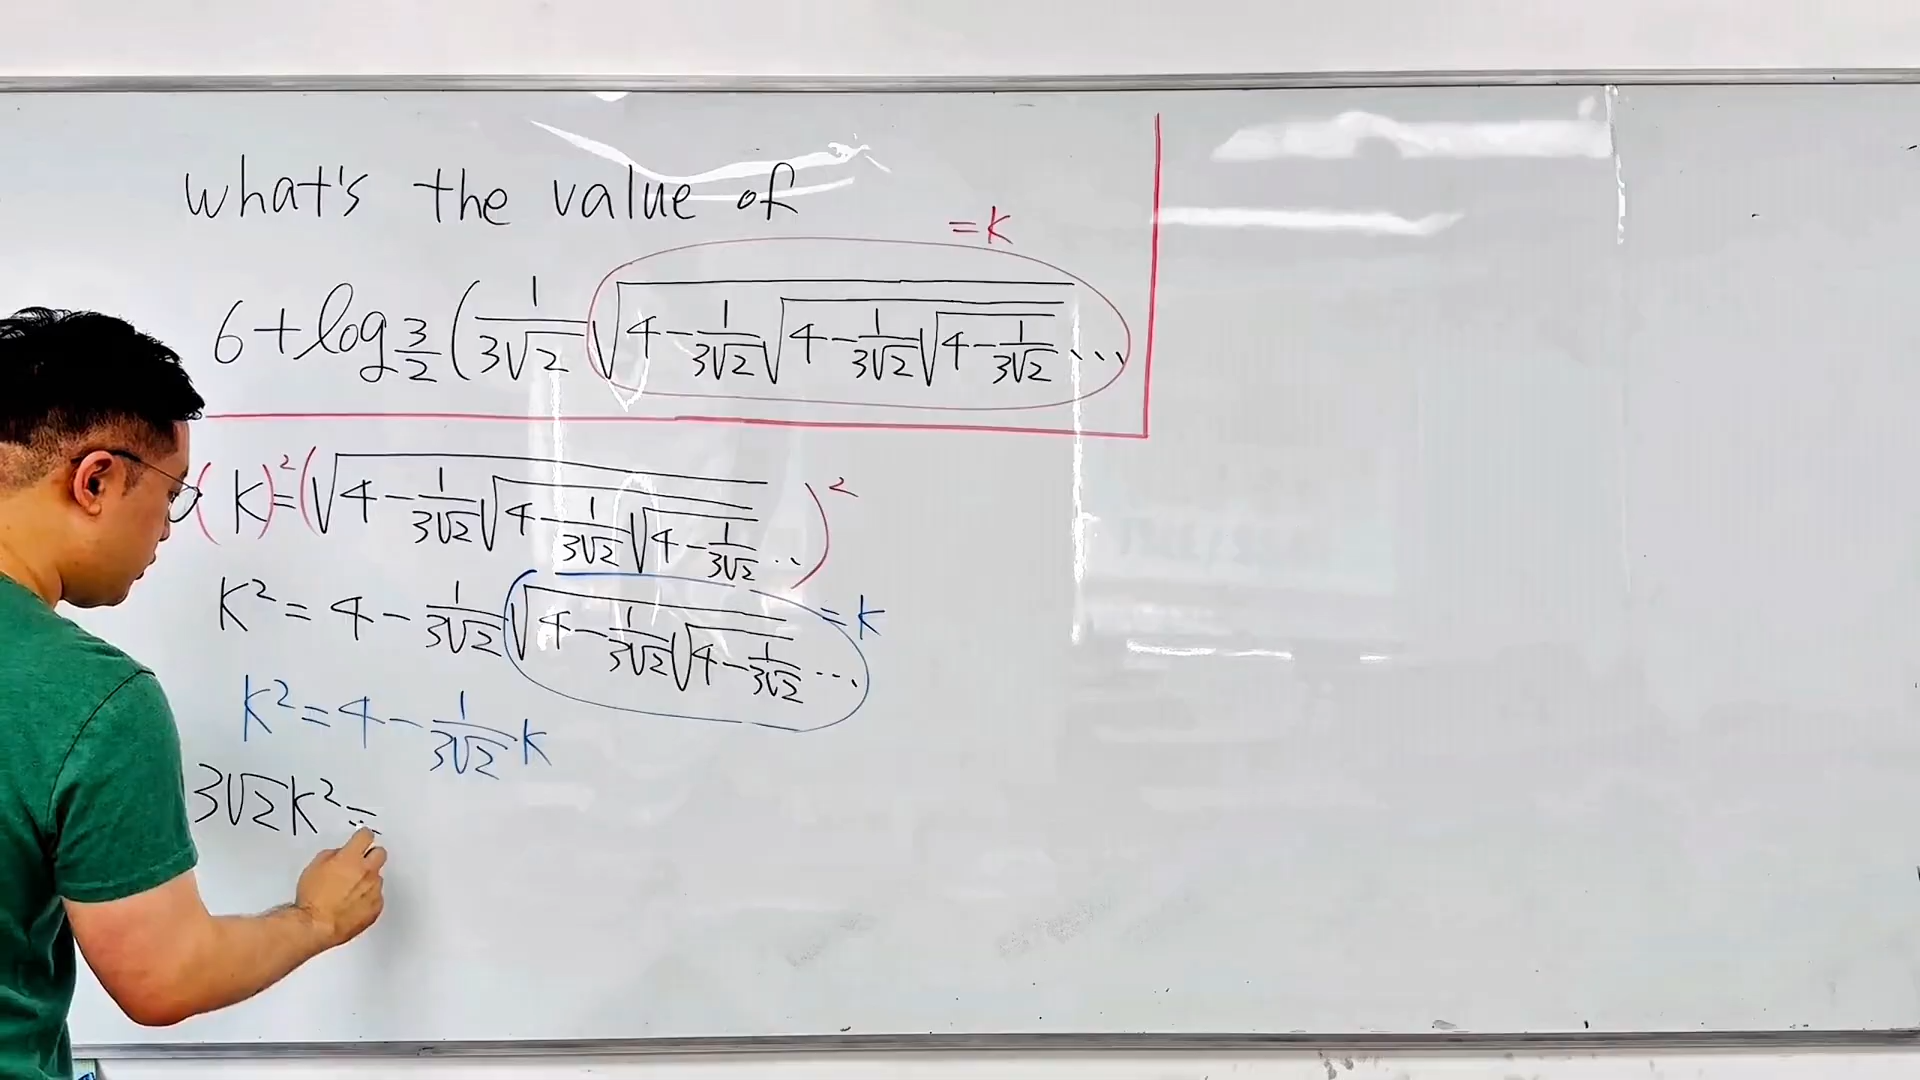 What's the value of
= K
6 + log_{3/2} ( 1/(3√2) √(4 - 1/(3√2) √(4 - 1/(3√2) √(4 - 1/(3√2) ...
(K)² = (√(4 - 1/(3√2) √(4 - 1/(3√2) √(4 - 1/(3√2) ... )²
K² = 4 - 1/(3√2) √(4 - 1/(3√2) √(4 - 1/(3√2) ... = K
K² = 4 - 1/(3√2) K
3√2 K² =